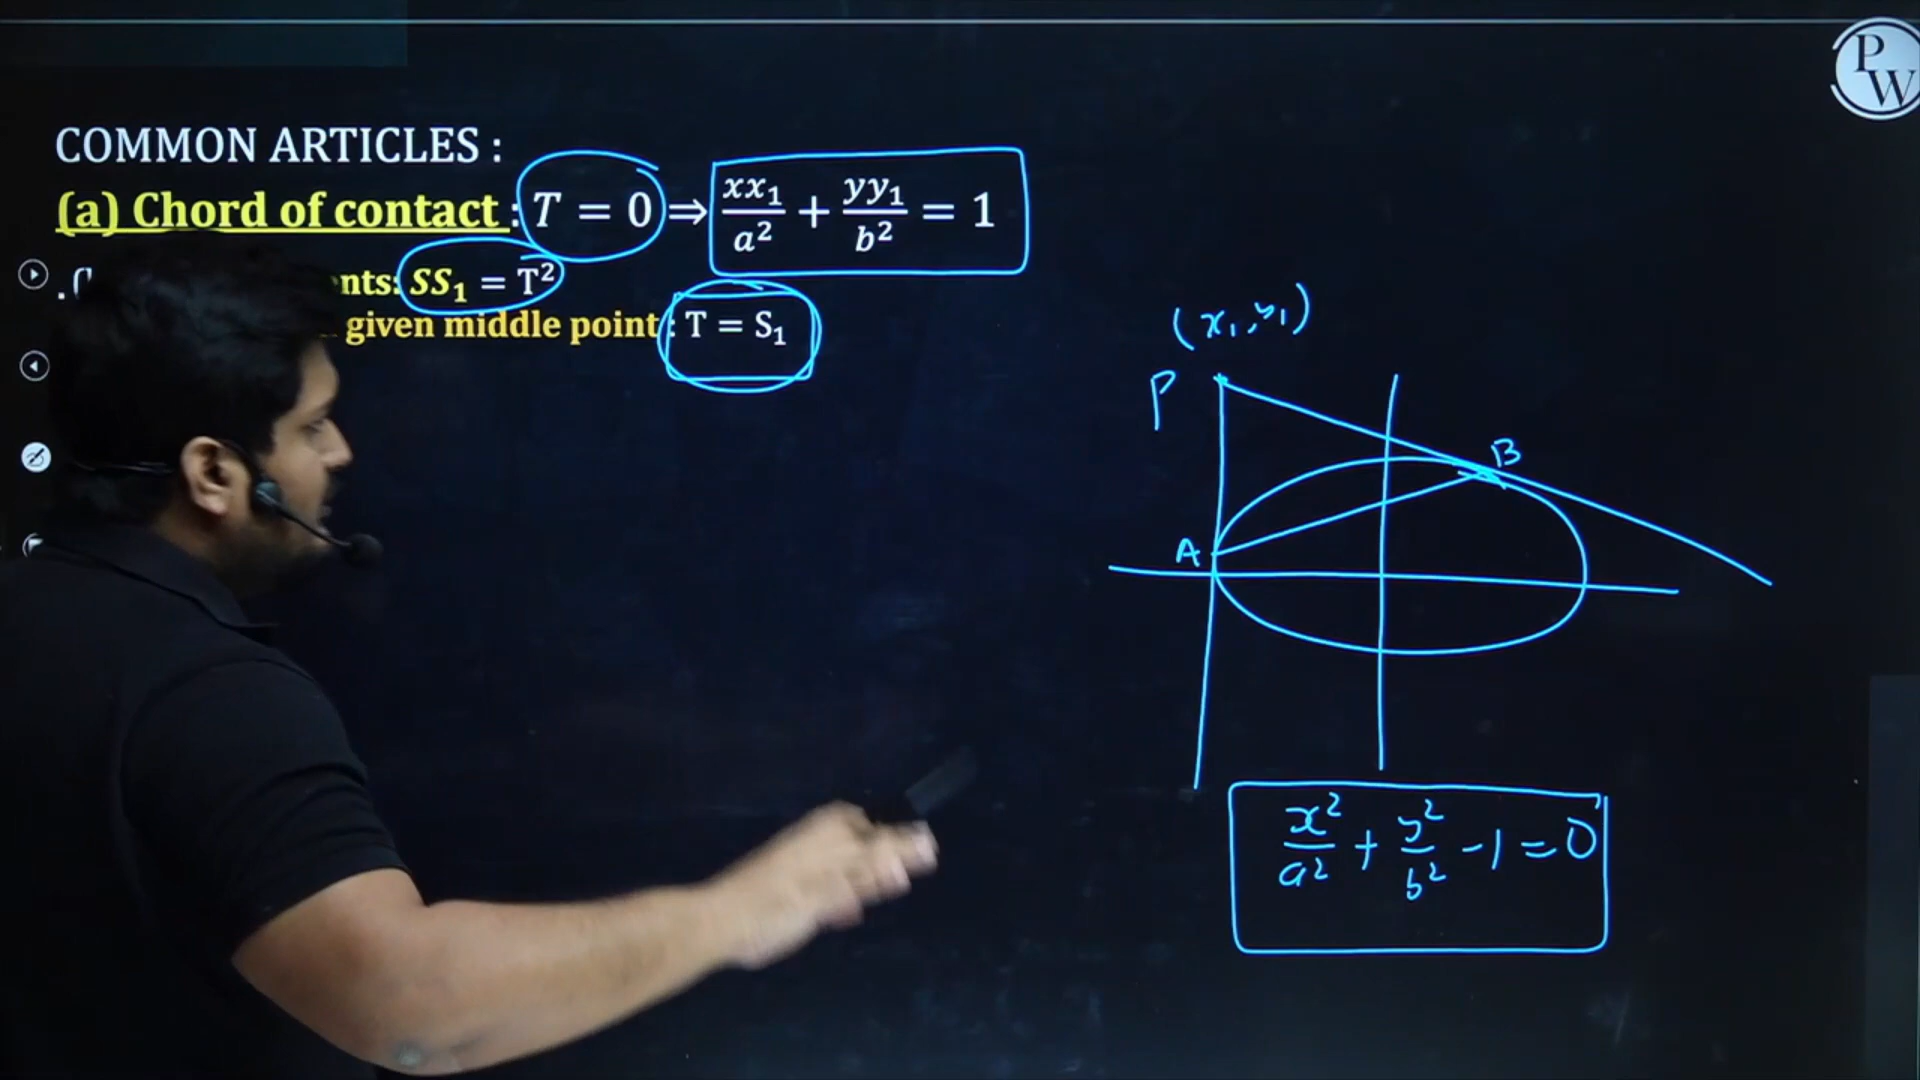 PW
COMMON ARTICLES :
(a) Chord of contact : T = 0 ⇒ xx₁/a² + yy₁/b² = 1
nts: SS₁ = T²
given middle point : T = S₁
(x₁, y₁)
P
B
A
x²/a² + y²/b² - 1 = 0